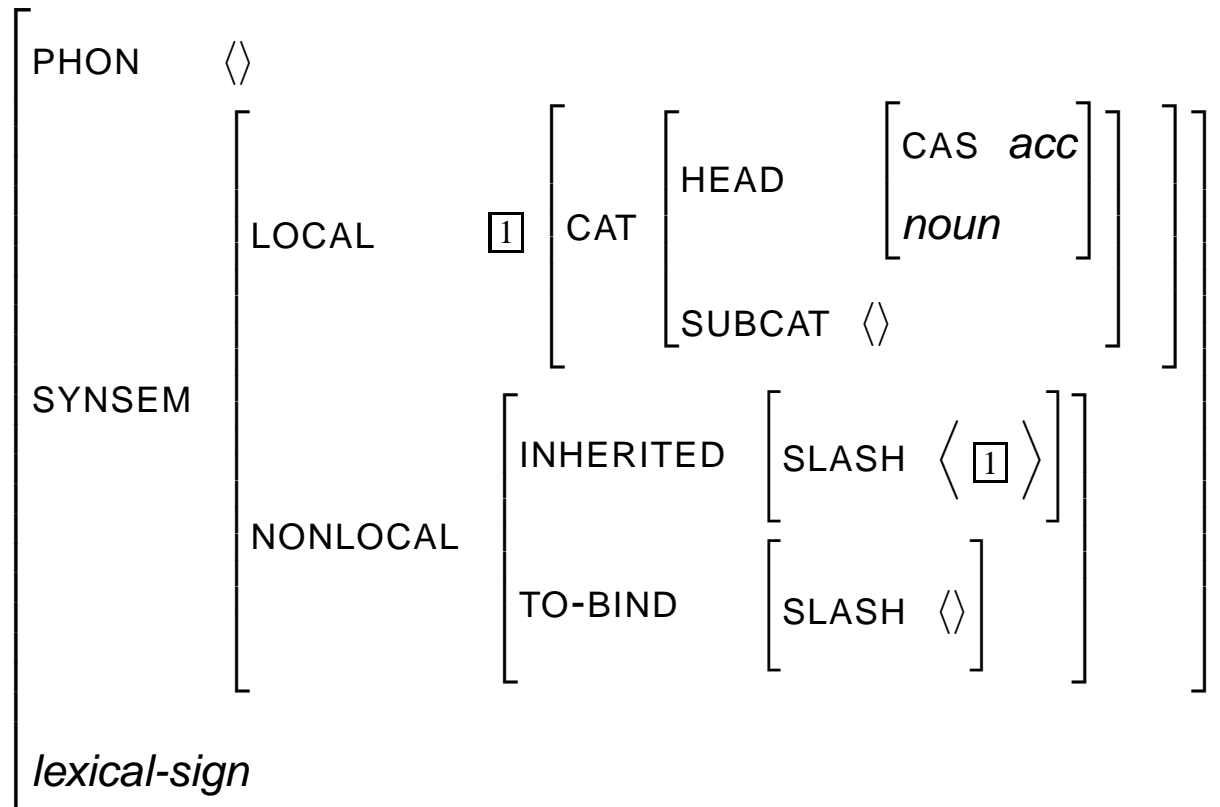 PHON ⟨⟩
CAS acc
HEAD
noun
LOCAL 1 CAT
SUBCAT ⟨⟩
SYNSEM
INHERITED SLASH ⟨ 1 ⟩
NONLOCAL
TO-BIND SLASH ⟨⟩
lexical-sign